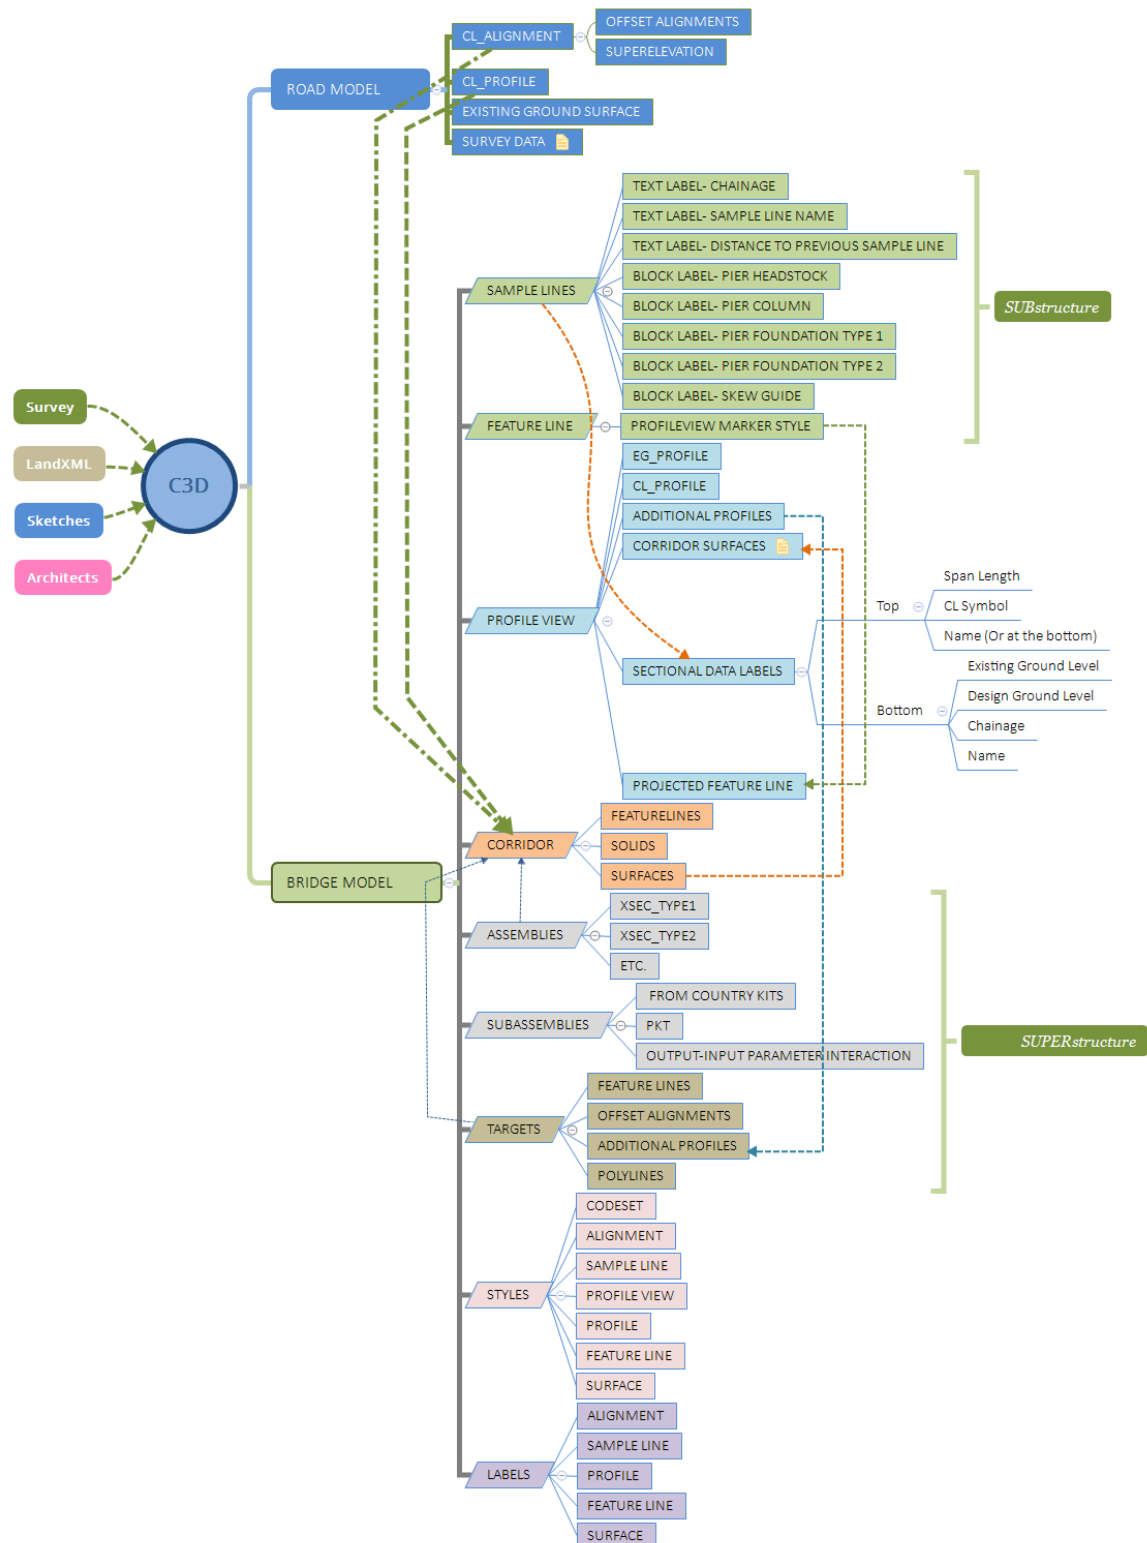 CL_ALIGNMENT
OFFSET ALIGNMENTS
SUPERELEVATION
ROAD MODEL
CL_PROFILE
EXISTING GROUND SURFACE
SURVEY DATA
TEXT LABEL- CHAINAGE
TEXT LABEL- SAMPLE LINE NAME
TEXT LABEL- DISTANCE TO PREVIOUS SAMPLE LINE
SAMPLE LINES
BLOCK LABEL- PIER HEADSTOCK
BLOCK LABEL- PIER COLUMN
BLOCK LABEL- PIER FOUNDATION TYPE 1
BLOCK LABEL- PIER FOUNDATION TYPE 2
BLOCK LABEL- SKEW GUIDE
SUBstructure
FEATURE LINE
PROFILEVIEW MARKER STYLE
Survey
LandXML
Sketches
Architects
C3D
EG_PROFILE
CL_PROFILE
ADDITIONAL PROFILES
CORRIDOR SURFACES
PROFILE VIEW
SECTIONAL DATA LABELS
Top
Span Length
CL Symbol
Name (Or at the bottom)
Bottom
Existing Ground Level
Design Ground Level
Chainage
Name
PROJECTED FEATURE LINE
FEATURELINES
CORRIDOR
SOLIDS
SURFACES
BRIDGE MODEL
XSEC_TYPE1
ASSEMBLIES
XSEC_TYPE2
ETC.
FROM COUNTRY KITS
SUBASSEMBLIES
PKT
OUTPUT-INPUT PARAMETER INTERACTION
SUPERstructure
FEATURE LINES
OFFSET ALIGNMENTS
TARGETS
ADDITIONAL PROFILES
POLYLINES
CODESET
ALIGNMENT
SAMPLE LINE
STYLES
PROFILE VIEW
PROFILE
FEATURE LINE
SURFACE
ALIGNMENT
SAMPLE LINE
LABELS
PROFILE
FEATURE LINE
SURFACE